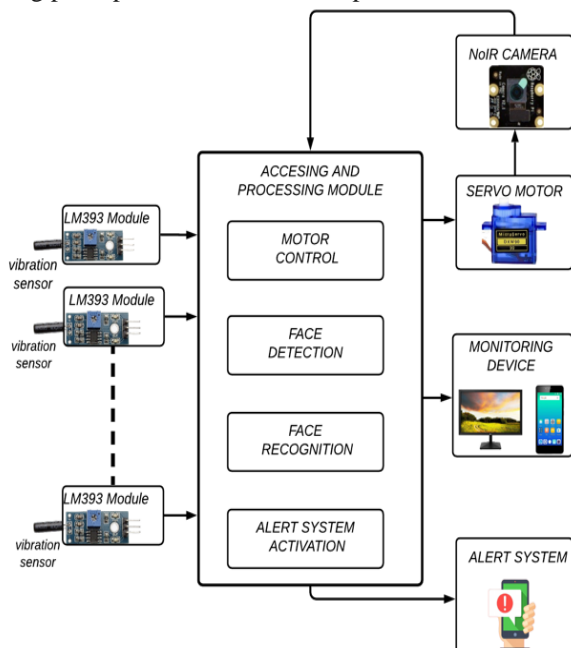 NoIR CAMERA
ACCESING AND
PROCESSING MODULE
SERVO MOTOR
LM393 Module
vibration
sensor
MOTOR
CONTROL
LM393 Module
vibration
sensor
FACE
DETECTION
MONITORING
DEVICE
FACE
RECOGNITION
LM393 Module
vibration
sensor
ALERT SYSTEM
ACTIVATION
ALERT SYSTEM